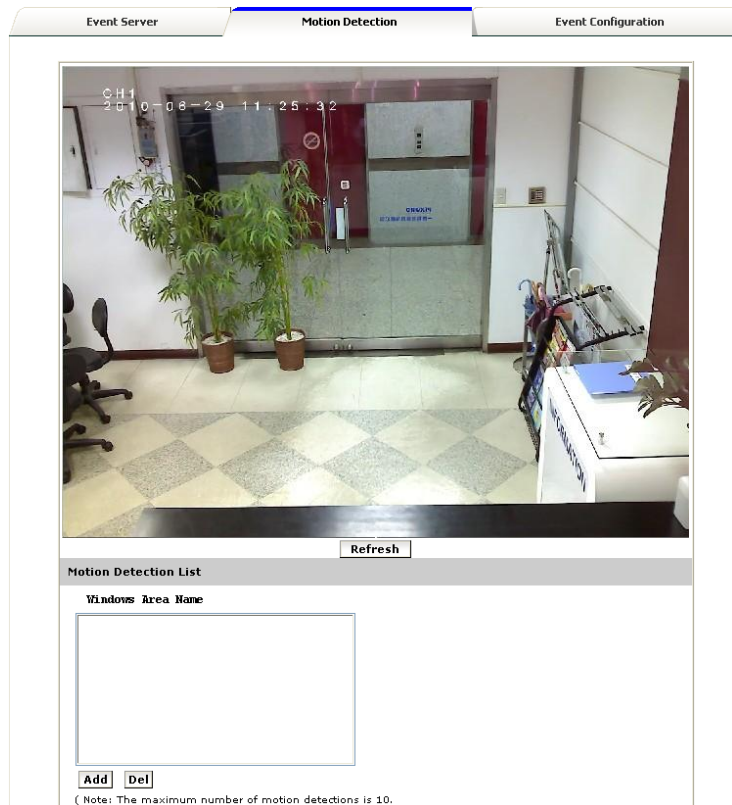 Event Server
Motion Detection
Event Configuration
CH1
2010-06-29 11:25:32
INFORMATION
Refresh
Motion Detection List
Windows Area Name
Add
Del
( Note: The maximum number of motion detections is 10.